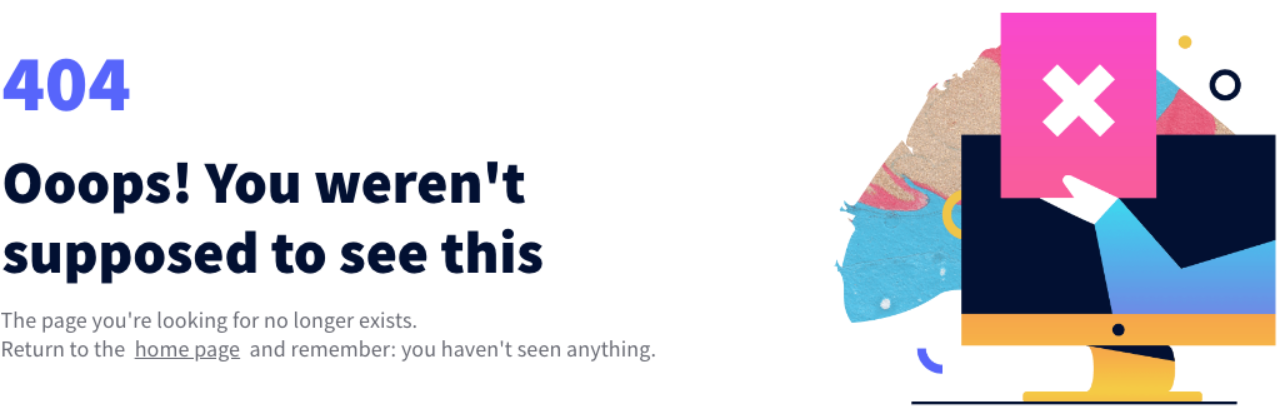 404
Ooops! You weren't
supposed to see this
The page you're looking for no longer exists.
Return to the home page and remember: you haven't seen anything.